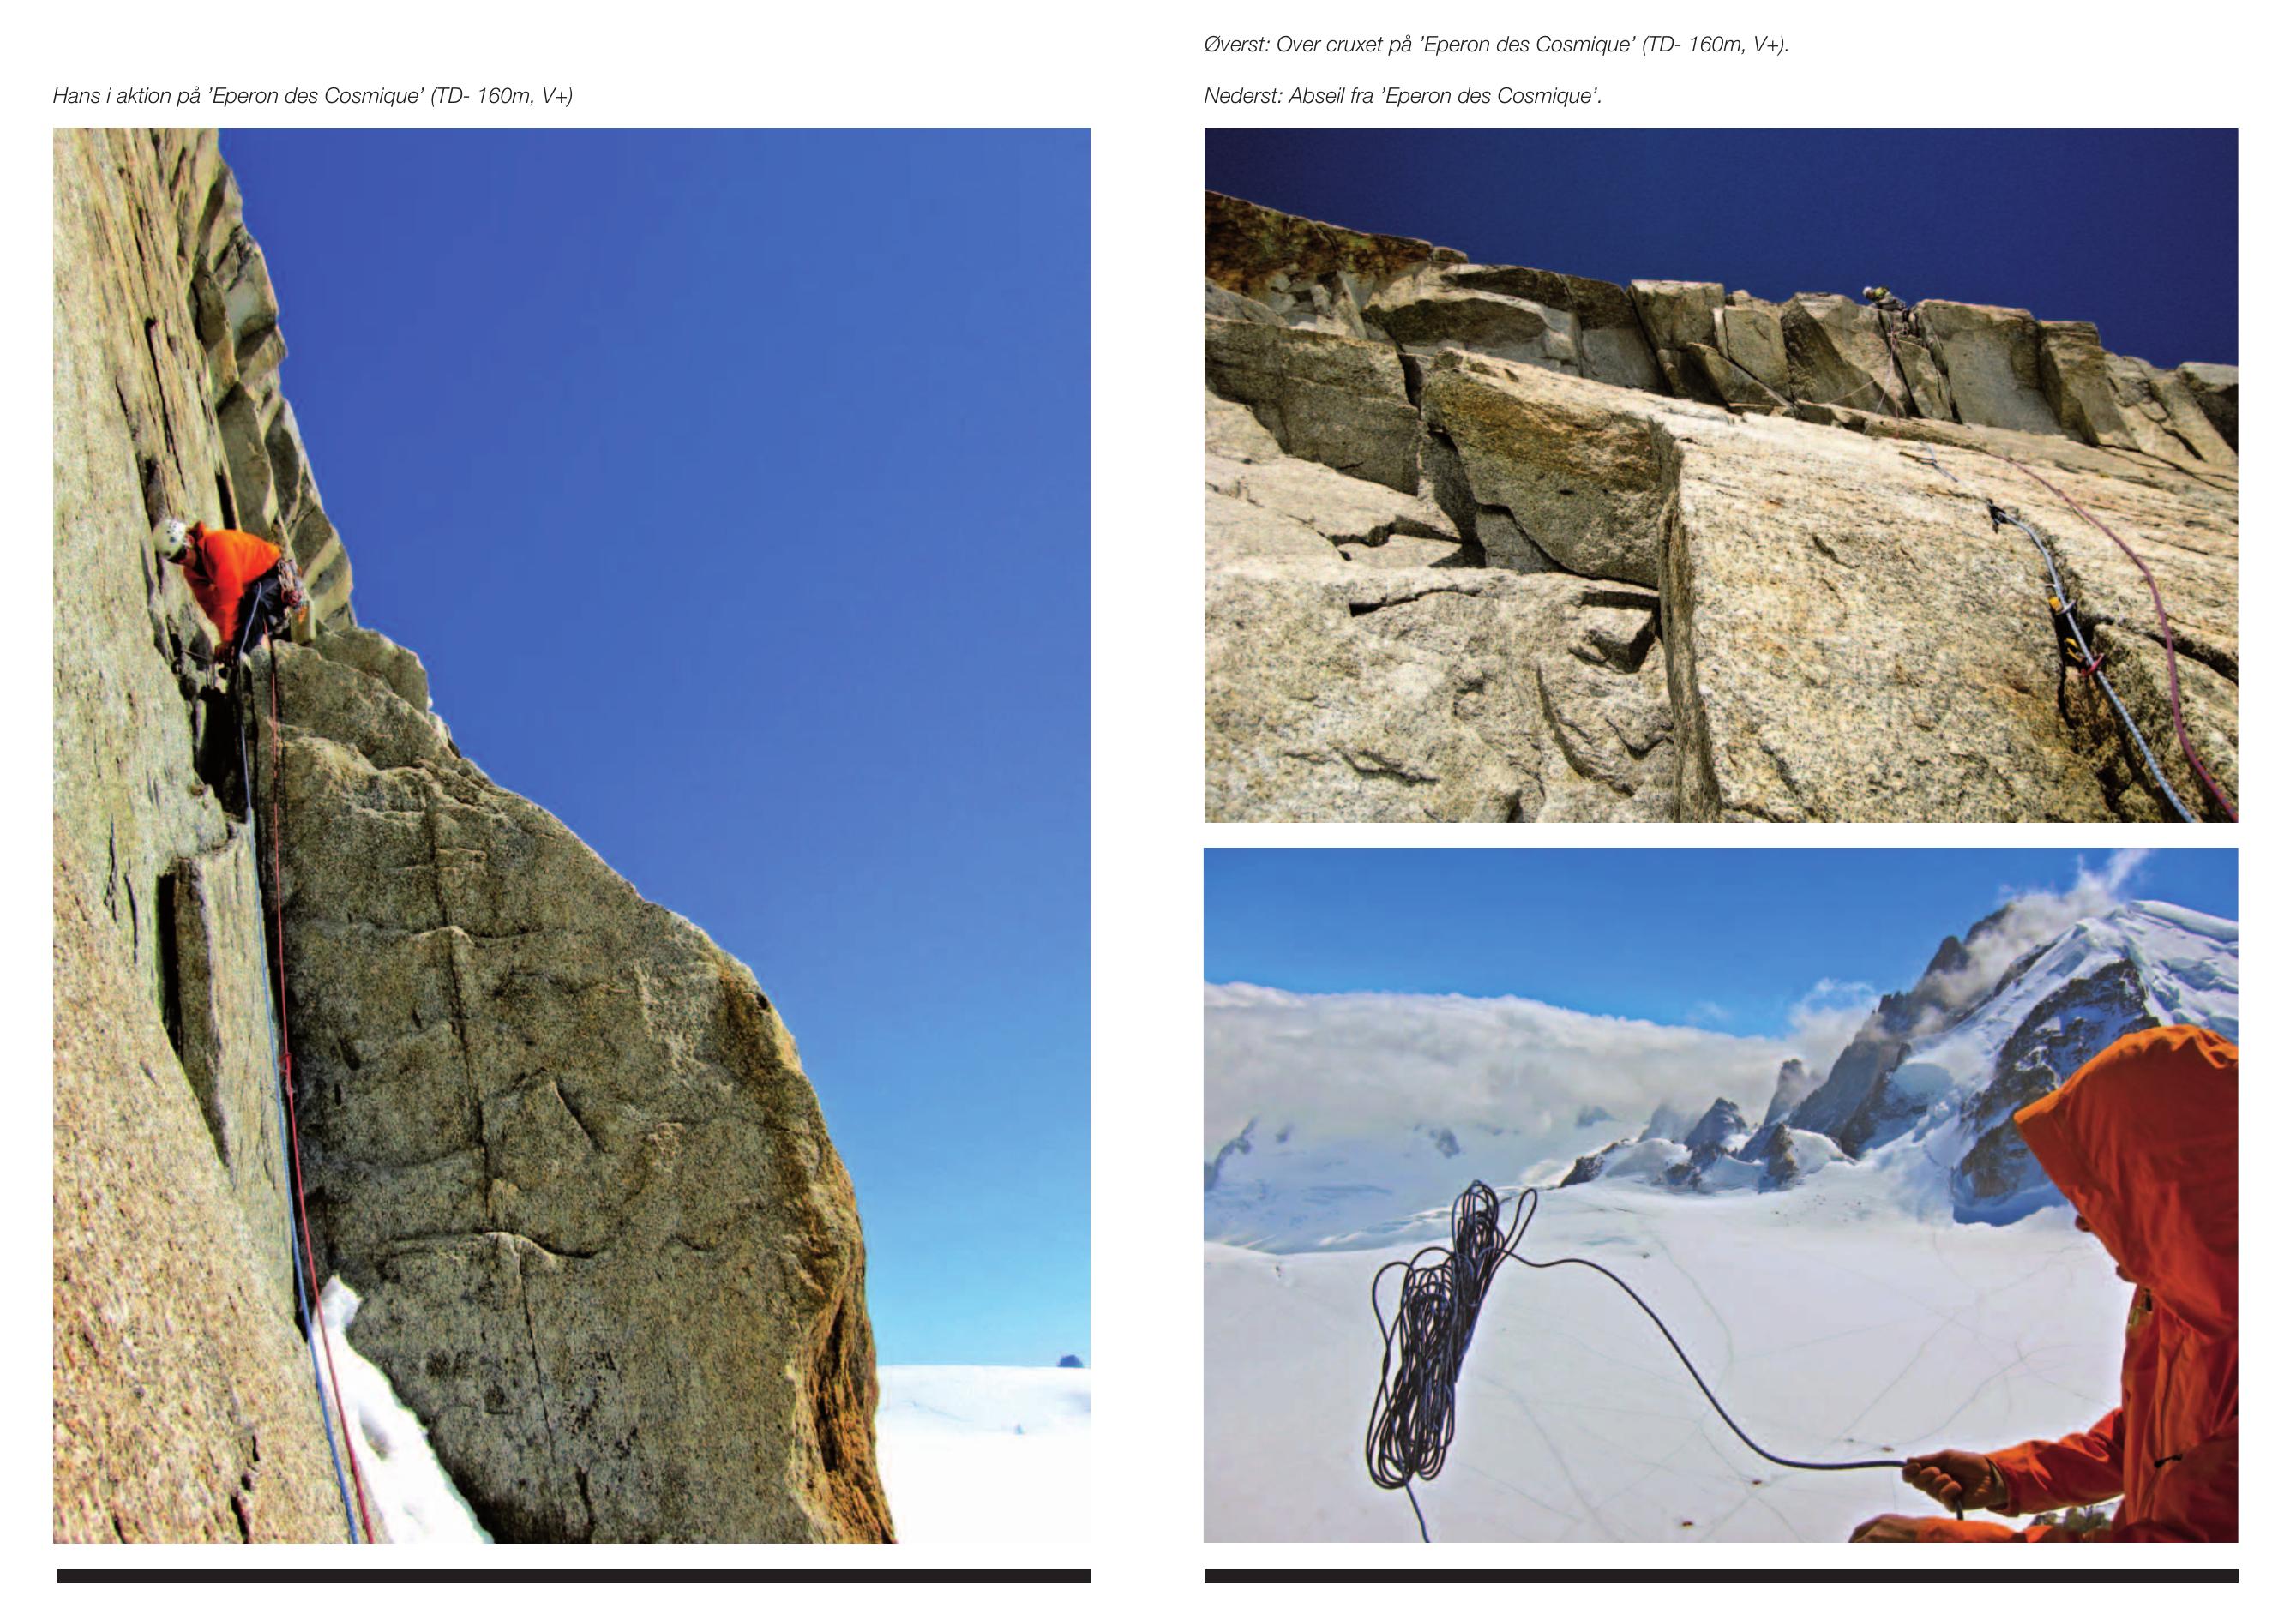 Hans i aktion på ’Eperon des Cosmique’ (TD- 160m, V+)
Øverst: Over cruxet på ’Eperon des Cosmique’ (TD- 160m, V+).
Nederst: Abseil fra ’Eperon des Cosmique’.